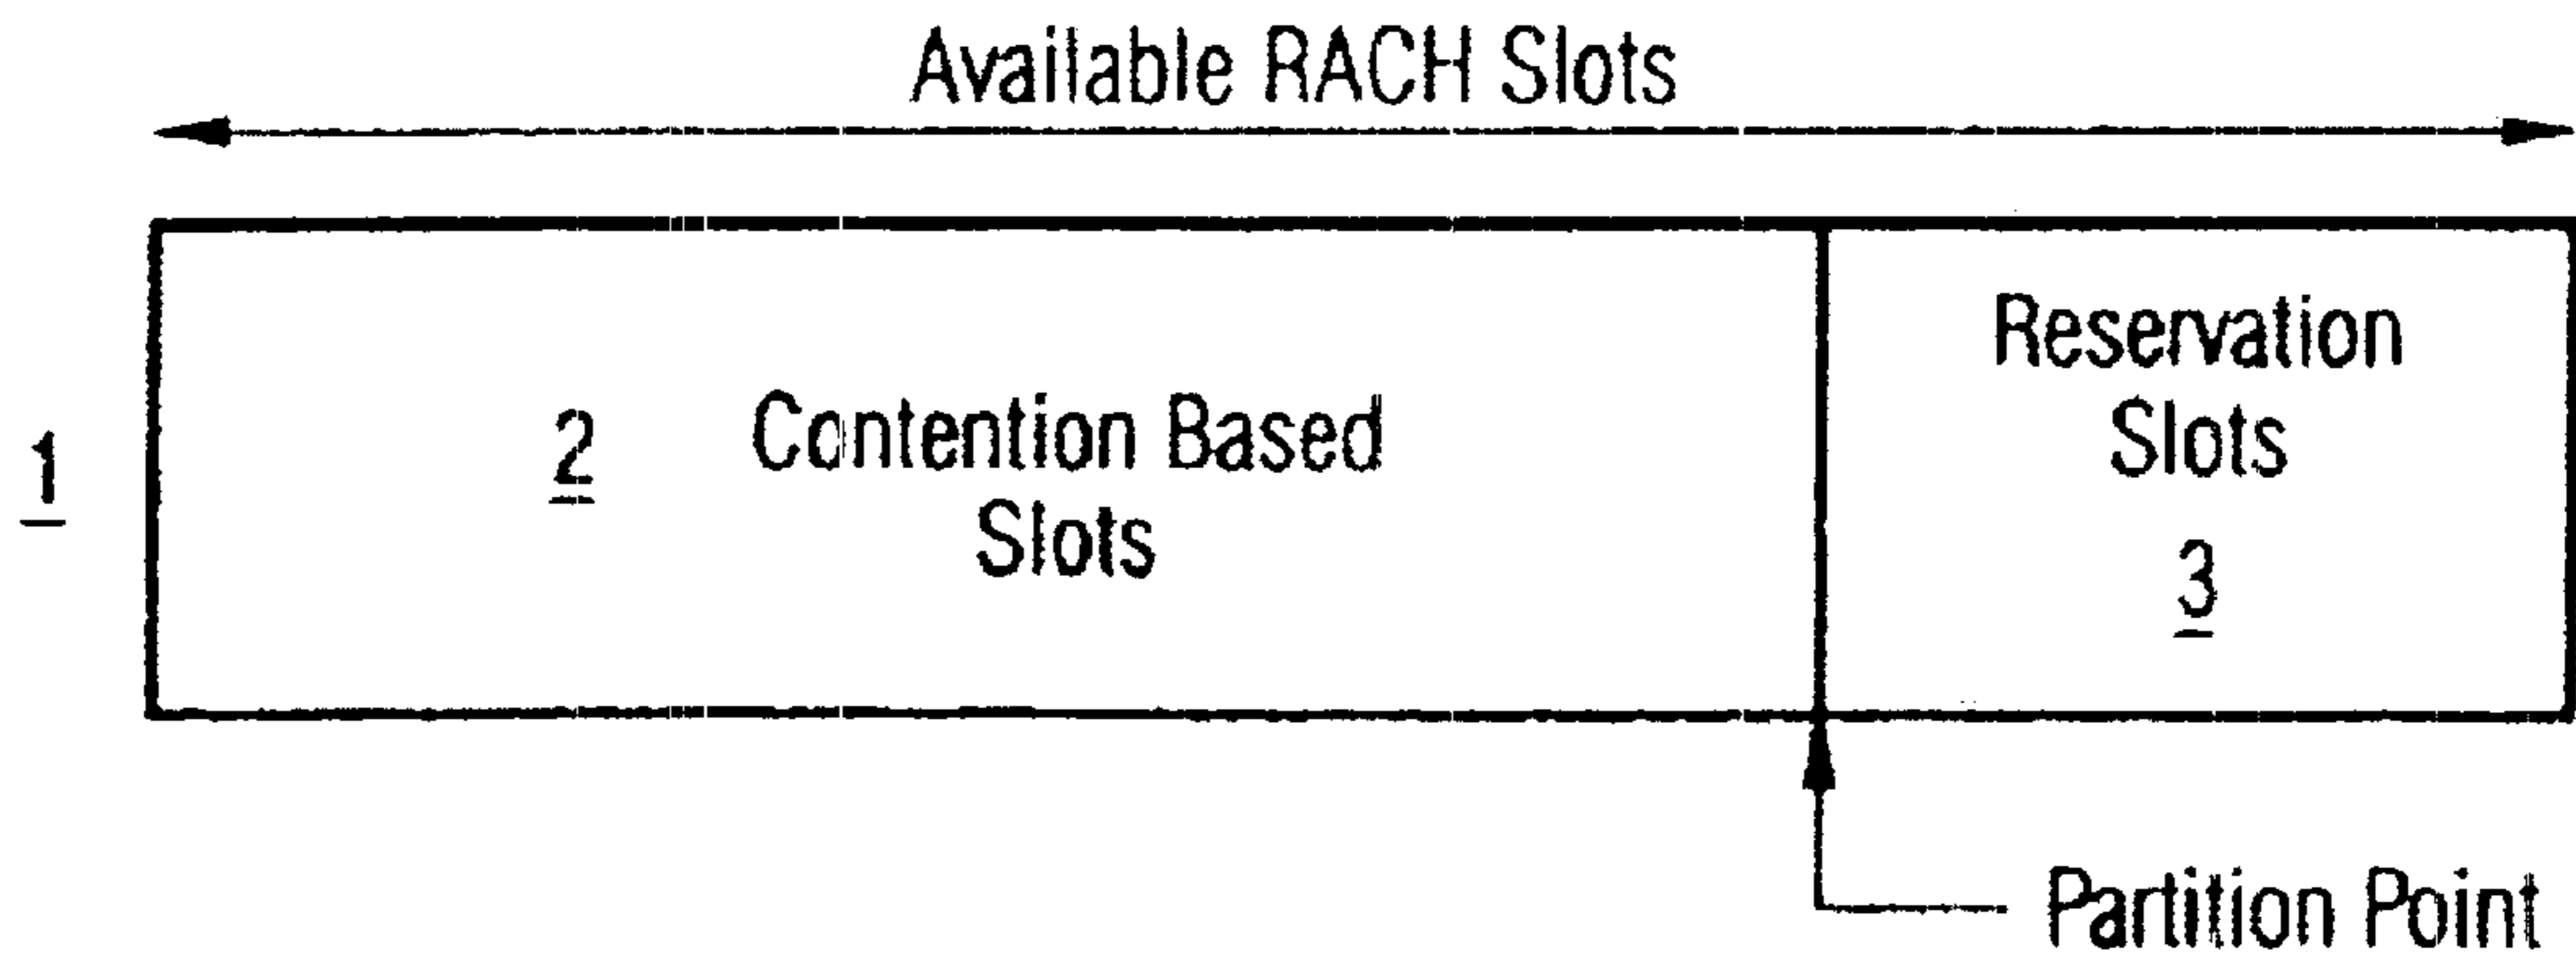 Available RACH Slots
Reservation
Slots
3
1
2 Contention Based
Slots
Partition Point